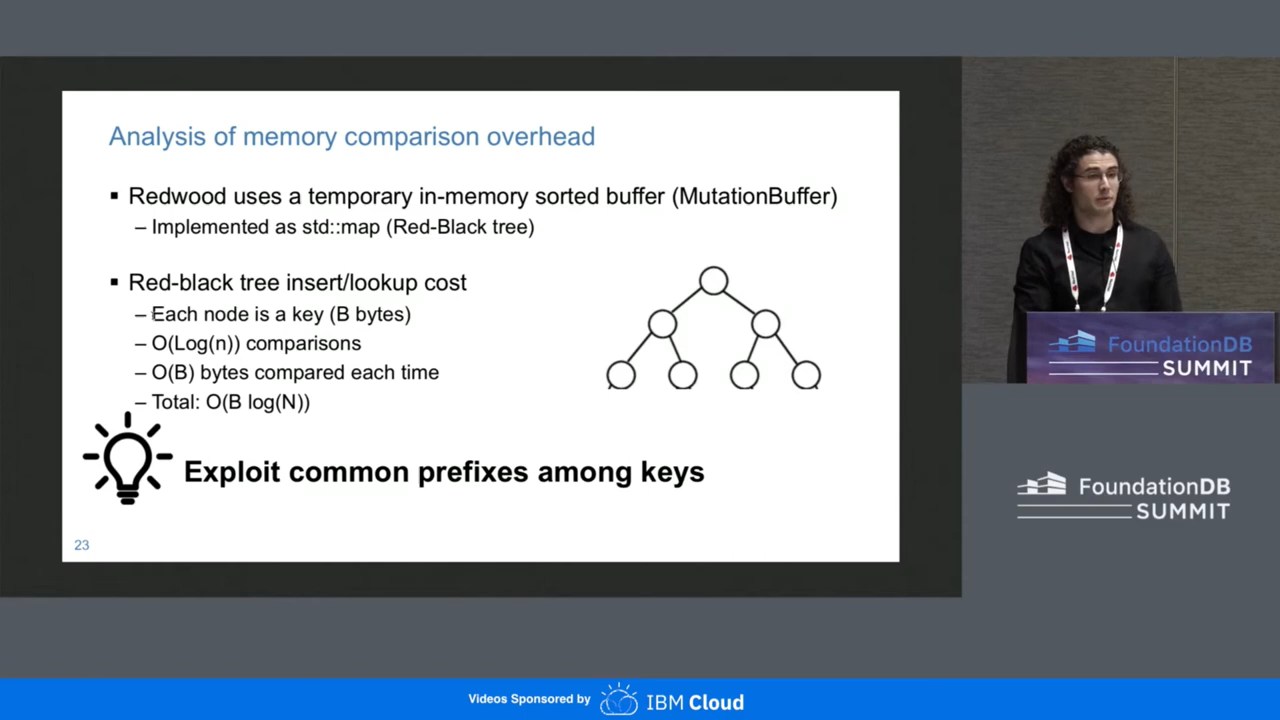 Analysis of memory comparison overhead
▪ Redwood uses a temporary in-memory sorted buffer (MutationBuffer)
– Implemented as std::map (Red-Black tree)
▪ Red-black tree insert/lookup cost
– Each node is a key (B bytes)
– O(Log(n)) comparisons
– O(B) bytes compared each time
– Total: O(B log(N))
Exploit common prefixes among keys
23
FoundationDB
SUMMIT
FoundationDB
SUMMIT
Videos Sponsored by IBM Cloud